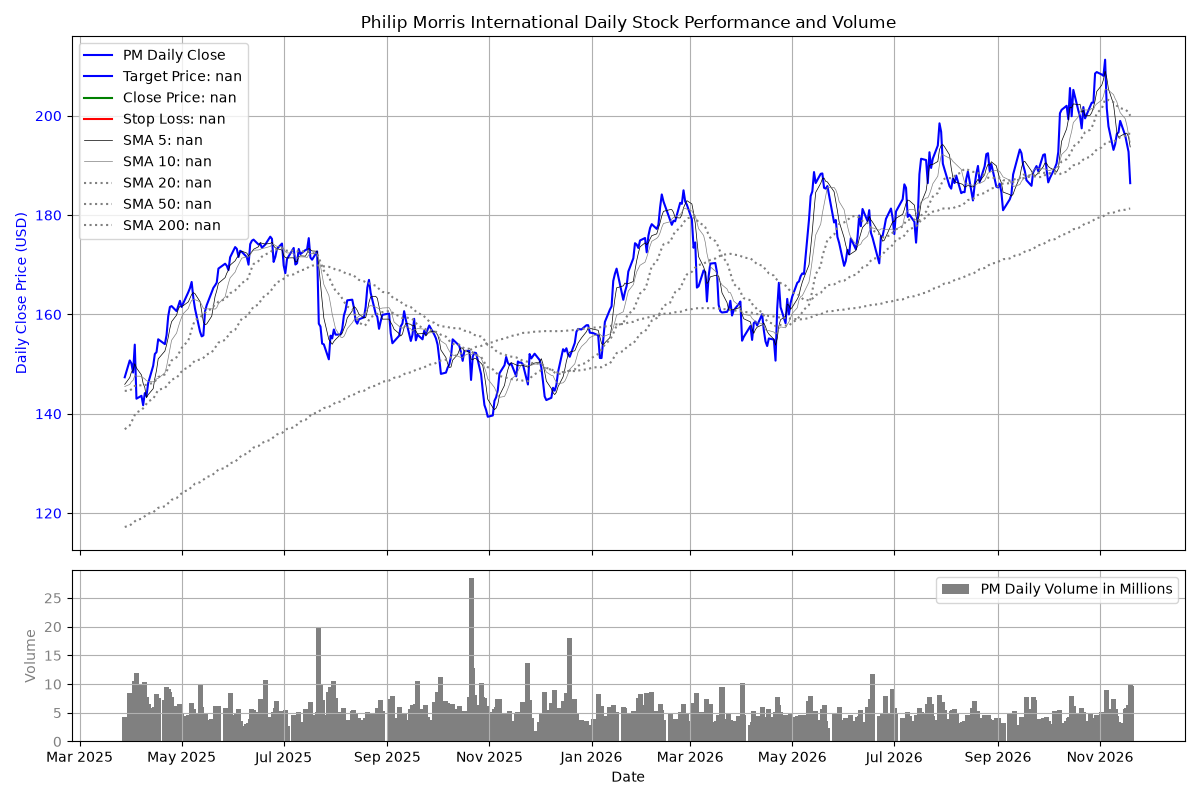 Philip Morris International Daily Stock Performance and Volume
PM Daily Close
Target Price: nan
Close Price: nan
Stop Loss: nan
SMA 5: nan
SMA 10: nan
SMA 20: nan
SMA 50: nan
SMA 200: nan
Daily Close Price (USD)
200
180
160
140
120
PM Daily Volume in Millions
Volume
25
20
15
10
5
0
Mar 2025 May 2025 Jul 2025 Sep 2025 Nov 2025 Jan 2026 Mar 2026 May 2026 Jul 2026 Sep 2026 Nov 2026
Date